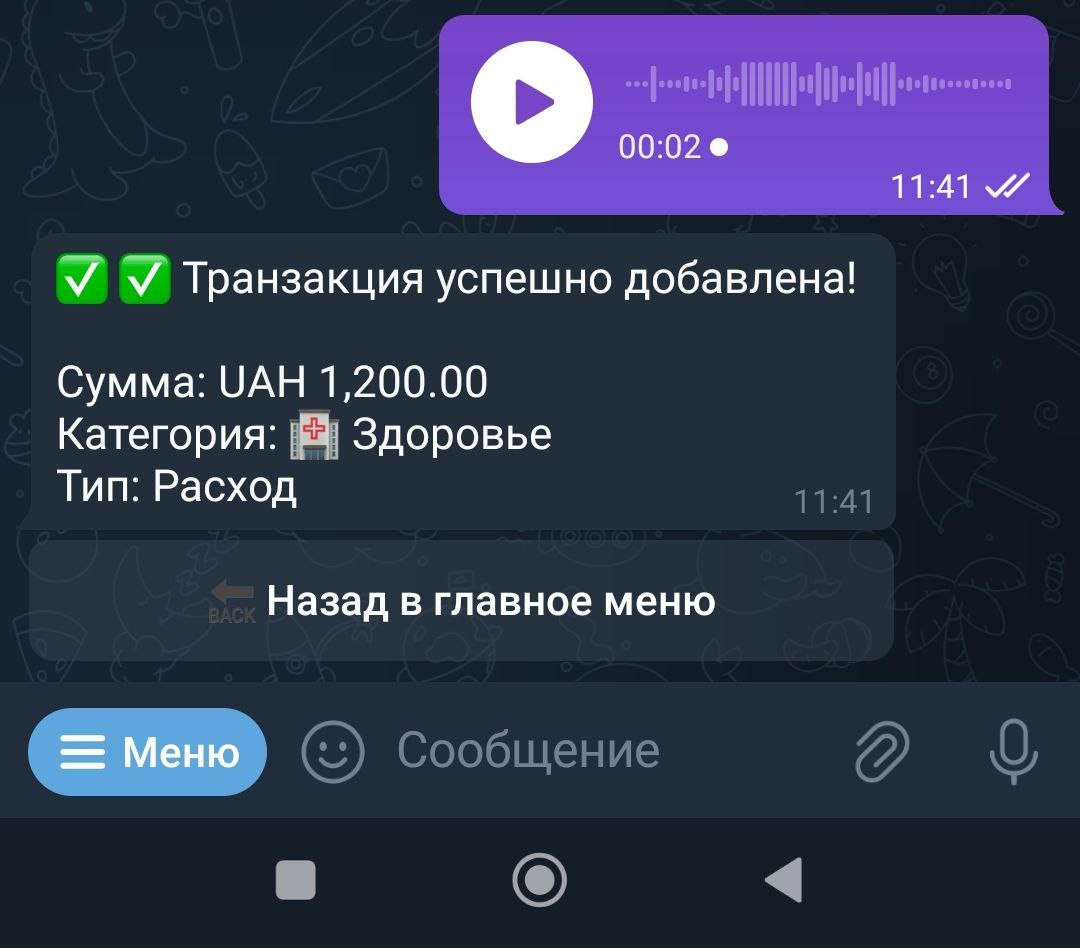 00:02
11:41
✅ ✅ Транзакция успешно добавлена!
Сумма: UAH 1,200.00
Категория: 🏥 Здоровье
Тип: Расход
11:41
BACK Назад в главное меню
Меню
Сообщение